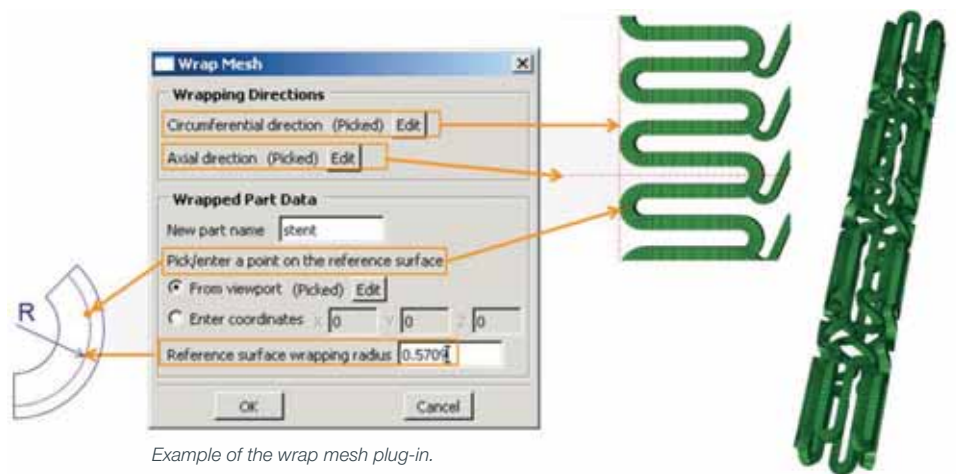 Wrap Mesh
Wrapping Directions
Circumferential direction (Picked) Edit
Axial direction (Picked) Edit
Wrapped Part Data
New part name stent
Pick/enter a point on the reference surface
From viewport (Picked) Edit
Enter coordinates X 0 Y 0 Z 0
Reference surface wrapping radius 0.5709
OK Cancel
R
Example of the wrap mesh plug-in.